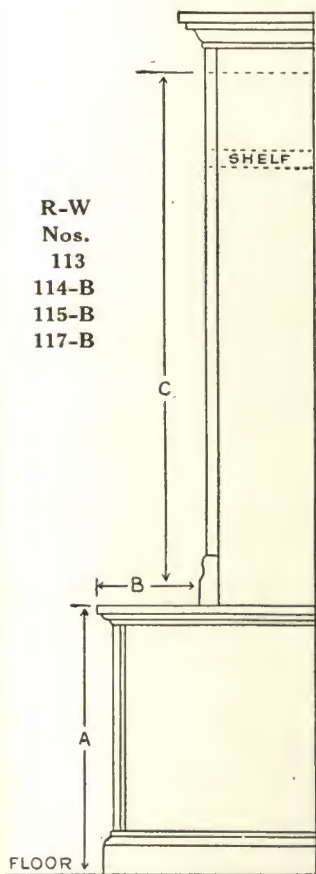 SHELF
R-W
Nos.
113
114-B
115-B
117-B
C
B
A
FLOOR